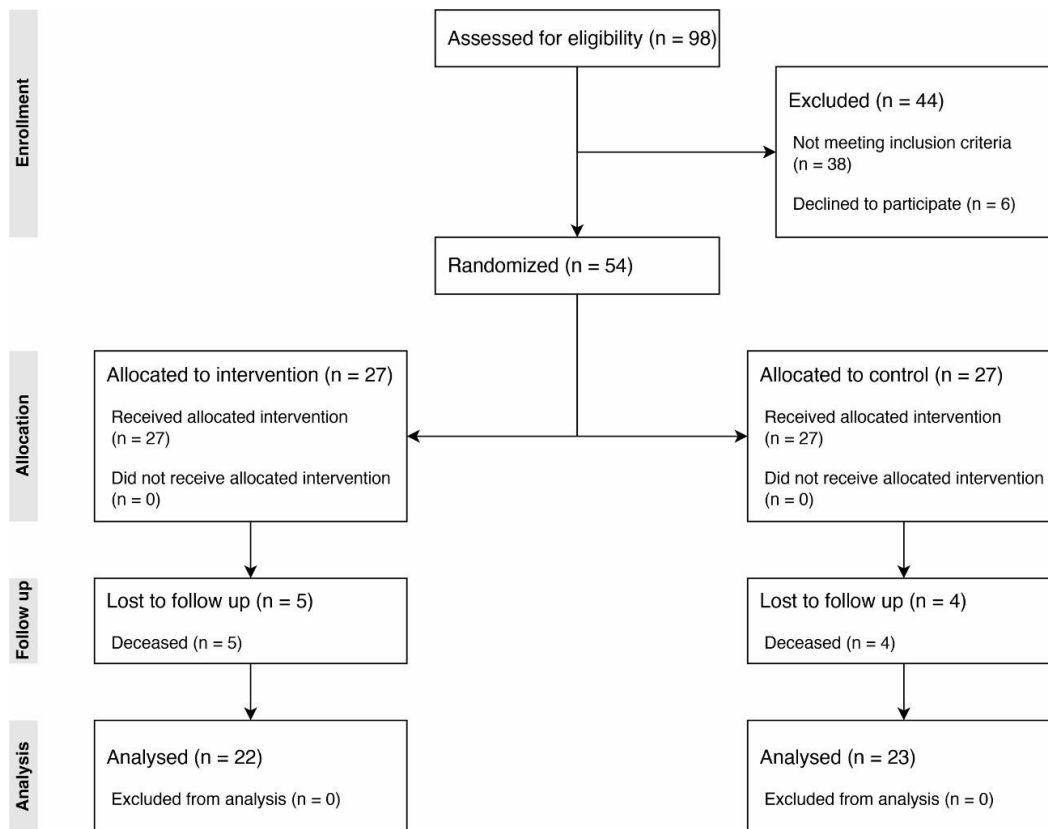 Enrollment
Assessed for eligibility (n = 98)
Excluded (n = 44)
Not meeting inclusion criteria
(n = 38)
Declined to participate (n = 6)
Randomized (n = 54)
Allocation
Allocated to intervention (n = 27)
Received allocated intervention
(n = 27)
Did not receive allocated intervention
(n = 0)
Allocated to control (n = 27)
Received allocated intervention
(n = 27)
Did not receive allocated intervention
(n = 0)
Follow up
Lost to follow up (n = 5)
Deceased (n = 5)
Lost to follow up (n = 4)
Deceased (n = 4)
Analysis
Analysed (n = 22)
Excluded from analysis (n = 0)
Analysed (n = 23)
Excluded from analysis (n = 0)